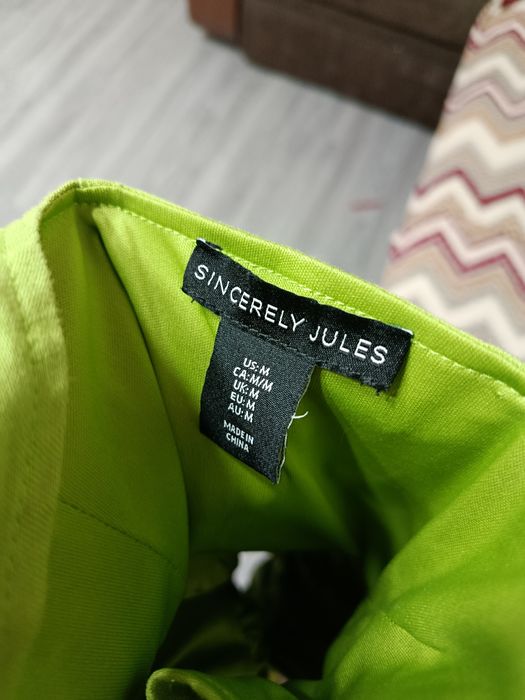 SINCERELY JULES
US:M
CA:M/M
UK:M
EU:M
AU:M
MADE IN
CHINA